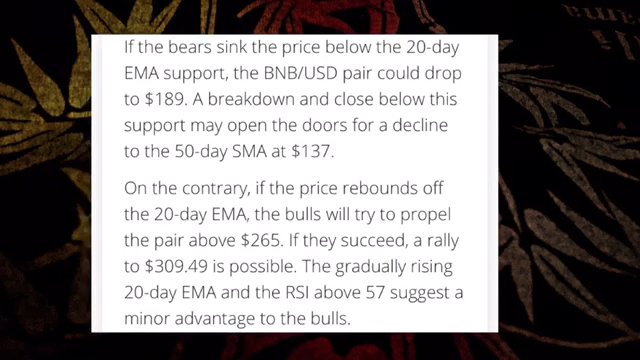 If the bears sink the price below the 20-day
EMA support, the BNB/USD pair could drop
to $189. A breakdown and close below this
support may open the doors for a decline
to the 50-day SMA at $137.
On the contrary, if the price rebounds off
the 20-day EMA, the bulls will try to propel
the pair above $265. If they succeed, a rally
to $309.49 is possible. The gradually rising
20-day EMA and the RSI above 57 suggest a
minor advantage to the bulls.